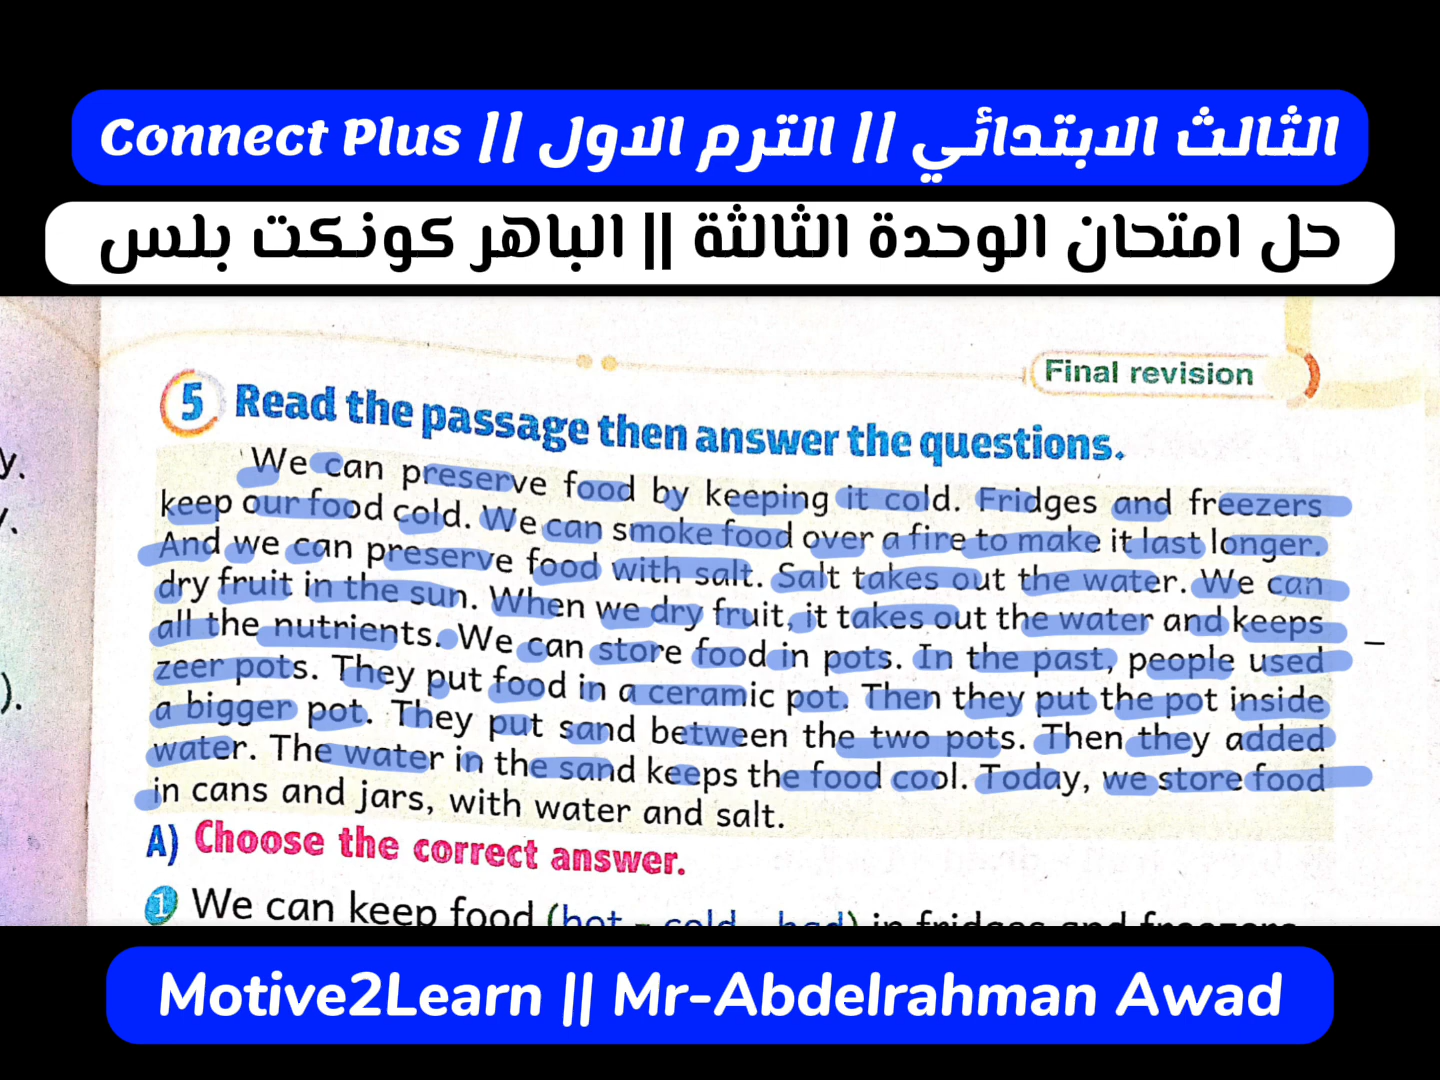 الثالث الابتدائي || الترم الاول || Connect Plus
حل امتحان الوحدة الثالثة || الباهر كونكت بلس
Final revision
5 Read the passage then answer the questions.
We can preserve food by keeping it cold. Fridges and freezers
keep our food cold. We can smoke food over a fire to make it last longer.
And we can preserve food with salt. Salt takes out the water. We can
dry fruit in the sun. When we dry fruit, it takes out the water and keeps
all the nutrients. We can store food in pots. In the past, people used
zeer pots. They put food in a ceramic pot. Then they put the pot inside
a bigger pot. They put sand between the two pots. Then they added
water. The water in the sand keeps the food cool. Today, we store food
in cans and jars, with water and salt.
A) Choose the correct answer.
1 We can keep food (hot - cold - bad) in fridges and freezers.
y.
).
Motive2Learn || Mr-Abdelrahman Awad